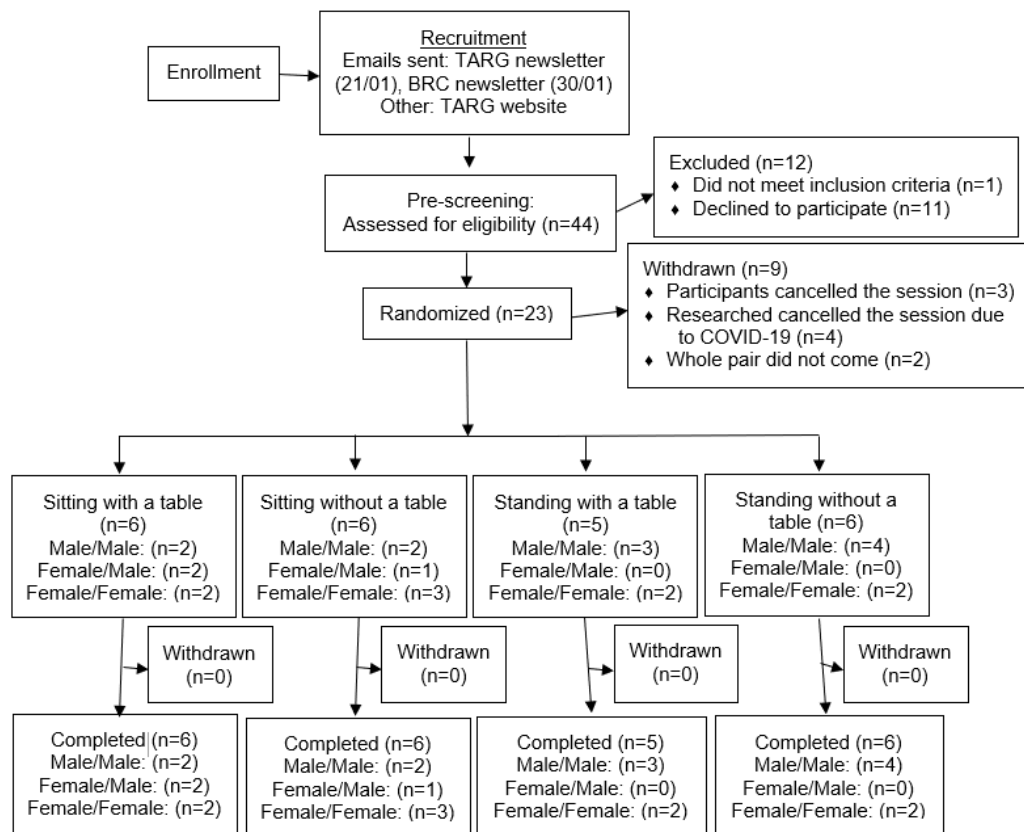 Enrollment
Recruitment
Emails sent: TARG newsletter
(21/01), BRC newsletter (30/01)
Other: TARG website
Pre-screening:
Assessed for eligibility (n=44)
Excluded (n=12)
♦ Did not meet inclusion criteria (n=1)
♦ Declined to participate (n=11)
Randomized (n=23)
Withdrawn (n=9)
♦ Participants cancelled the session (n=3)
♦ Researched cancelled the session due
to COVID-19 (n=4)
♦ Whole pair did not come (n=2)
Sitting with a table
(n=6)
Male/Male: (n=2)
Female/Male: (n=2)
Female/Female: (n=2)
Sitting without a table
(n=6)
Male/Male: (n=2)
Female/Male: (n=1)
Female/Female: (n=3)
Standing with a table
(n=5)
Male/Male: (n=3)
Female/Male: (n=0)
Female/Female: (n=2)
Standing without a
table (n=6)
Male/Male: (n=4)
Female/Male: (n=0)
Female/Female: (n=2)
Withdrawn
(n=0)
Withdrawn
(n=0)
Withdrawn
(n=0)
Withdrawn
(n=0)
Completed (n=6)
Male/Male: (n=2)
Female/Male: (n=2)
Female/Female: (n=2)
Completed (n=6)
Male/Male: (n=2)
Female/Male: (n=1)
Female/Female: (n=3)
Completed (n=5)
Male/Male: (n=3)
Female/Male: (n=0)
Female/Female: (n=2)
Completed (n=6)
Male/Male: (n=4)
Female/Male: (n=0)
Female/Female: (n=2)